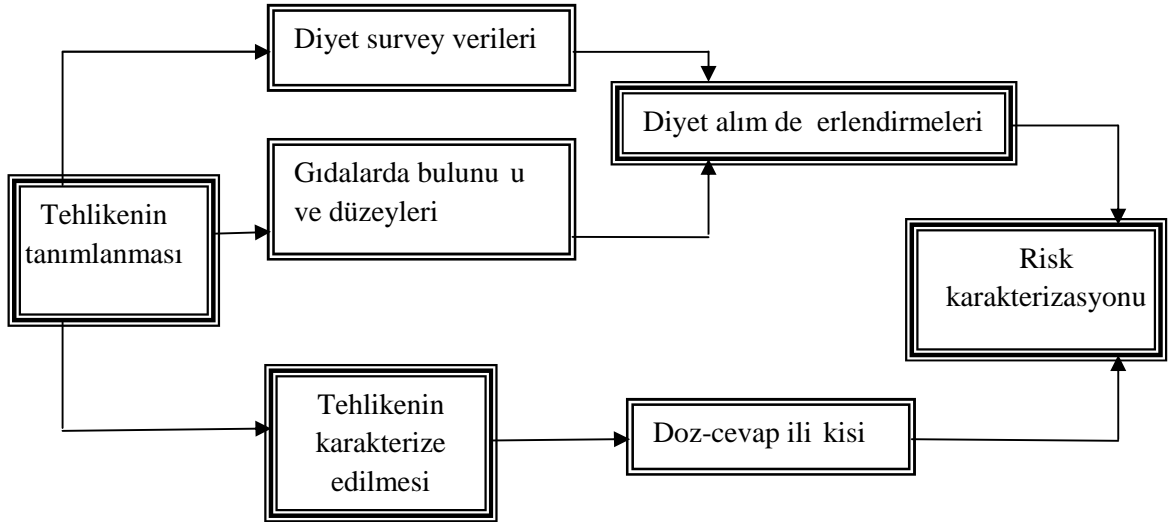 Diyet survey verileri
Diyet alım de erlendirmeleri
Gıdalarda bulunu u
ve düzeyleri
Tehlikenin
tanımlanması
Risk
karakterizasyonu
Tehlikenin
karakterize
edilmesi
Doz-cevap ili kisi